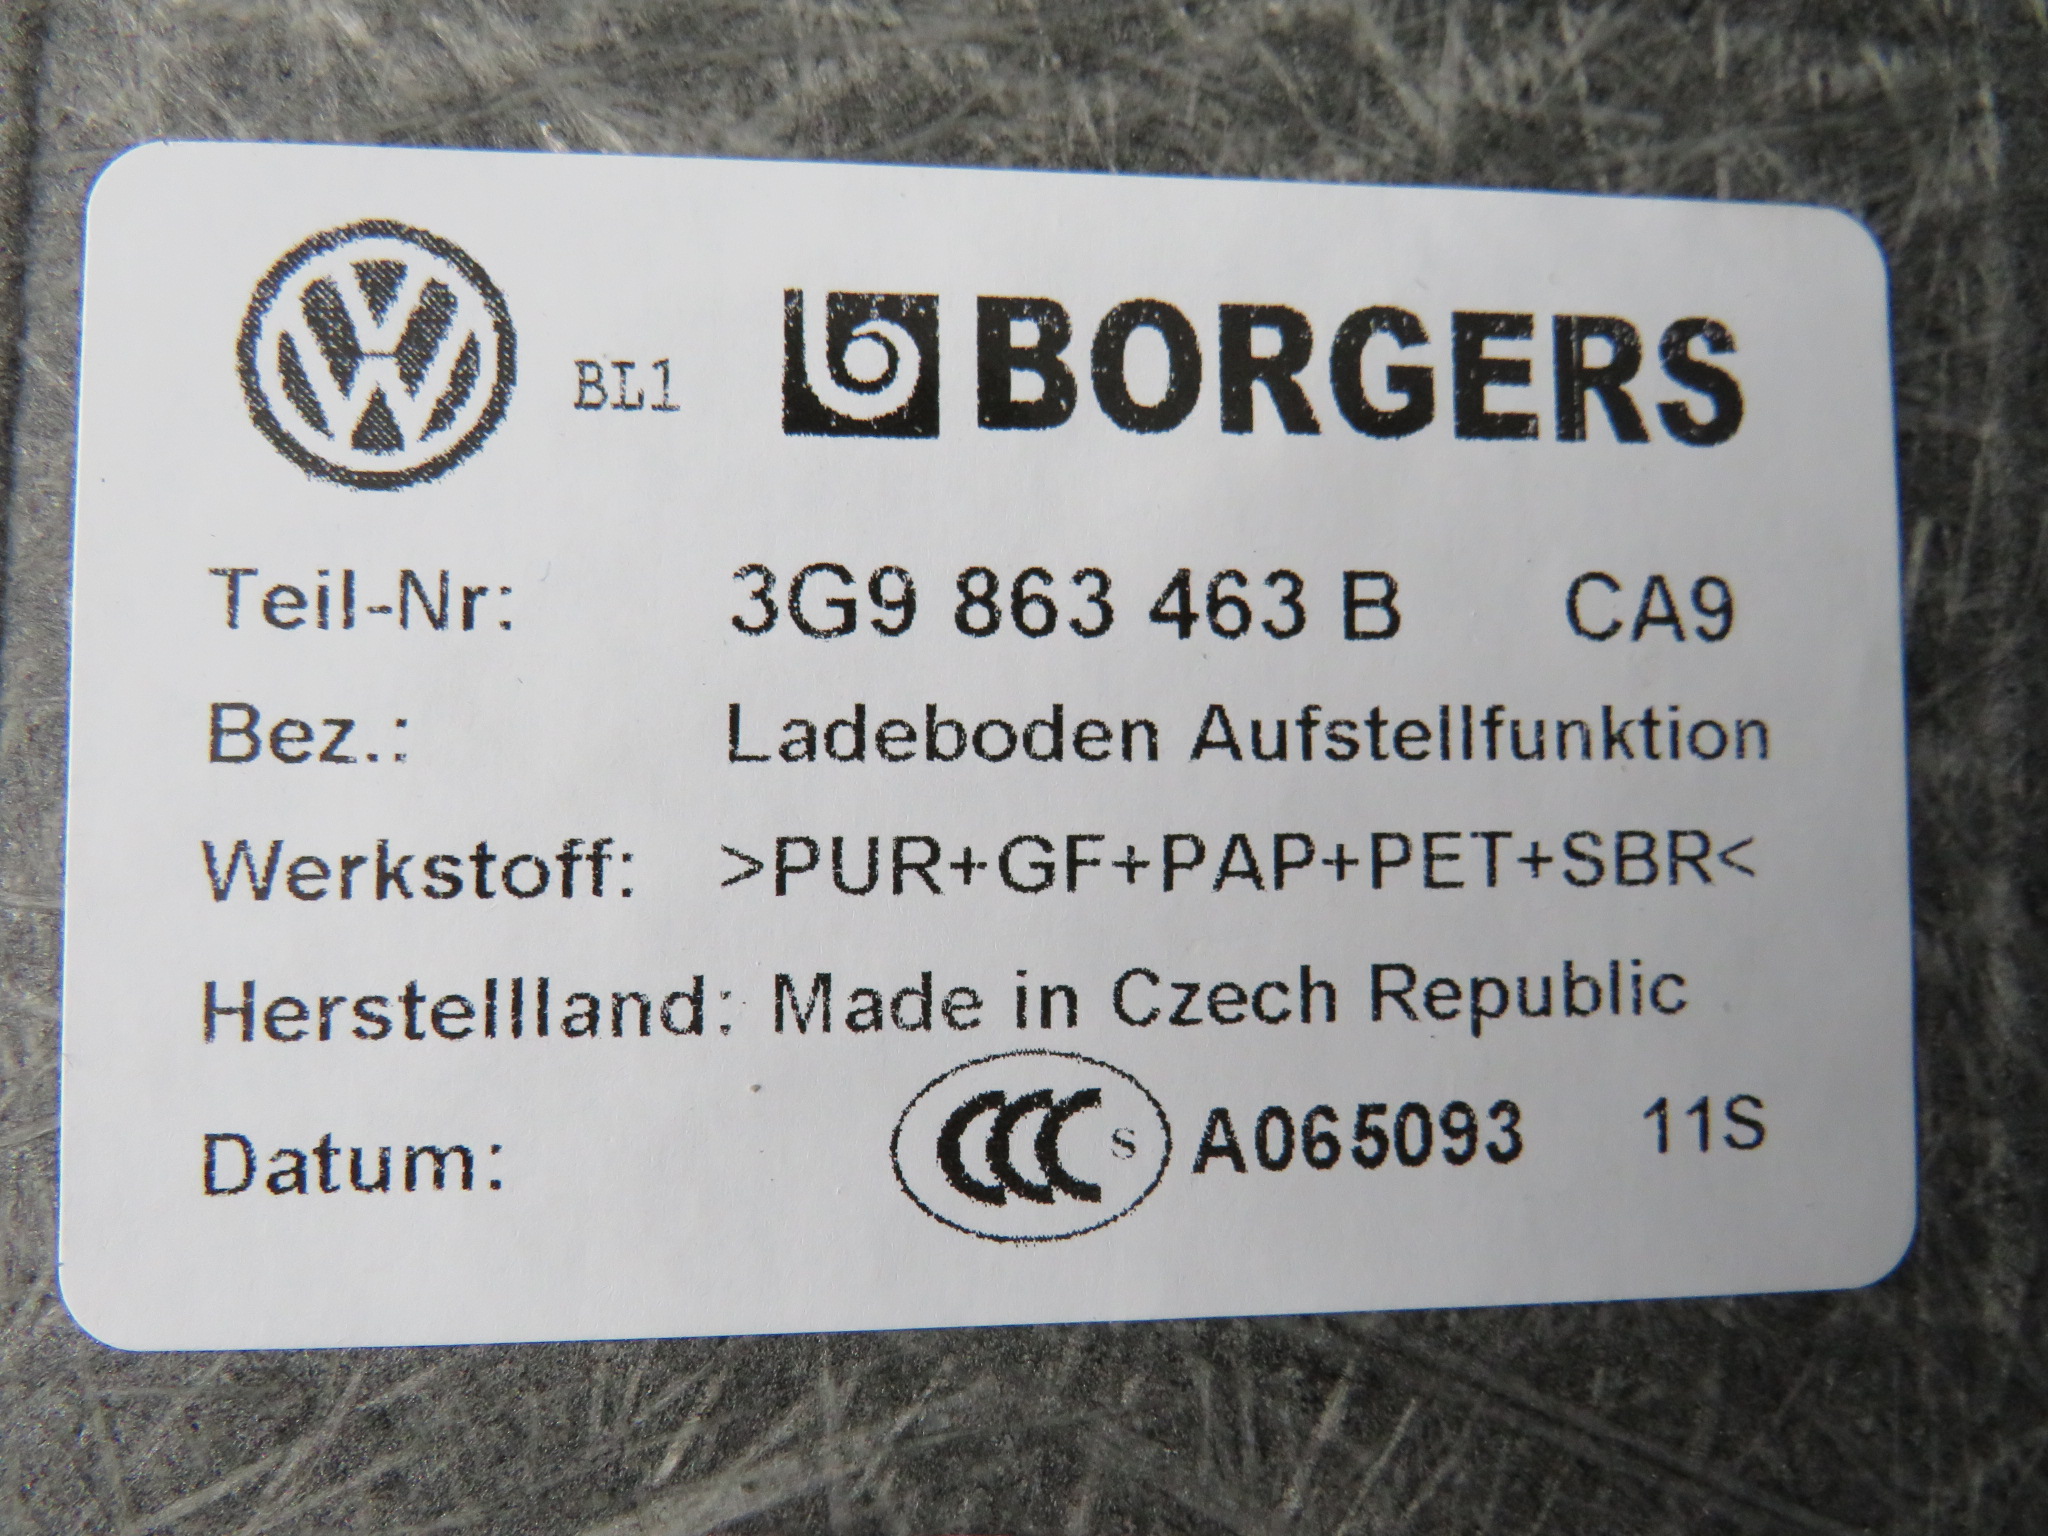 VW BL1 BORGERS
Teil-Nr: 3G9 863 463 B CA9
Bez.: Ladeboden Aufstellfunktion
Werkstoff: >PUR+GF+PAP+PET+SBR<
Herstellland: Made in Czech Republic
Datum: CCC S A065093 11S